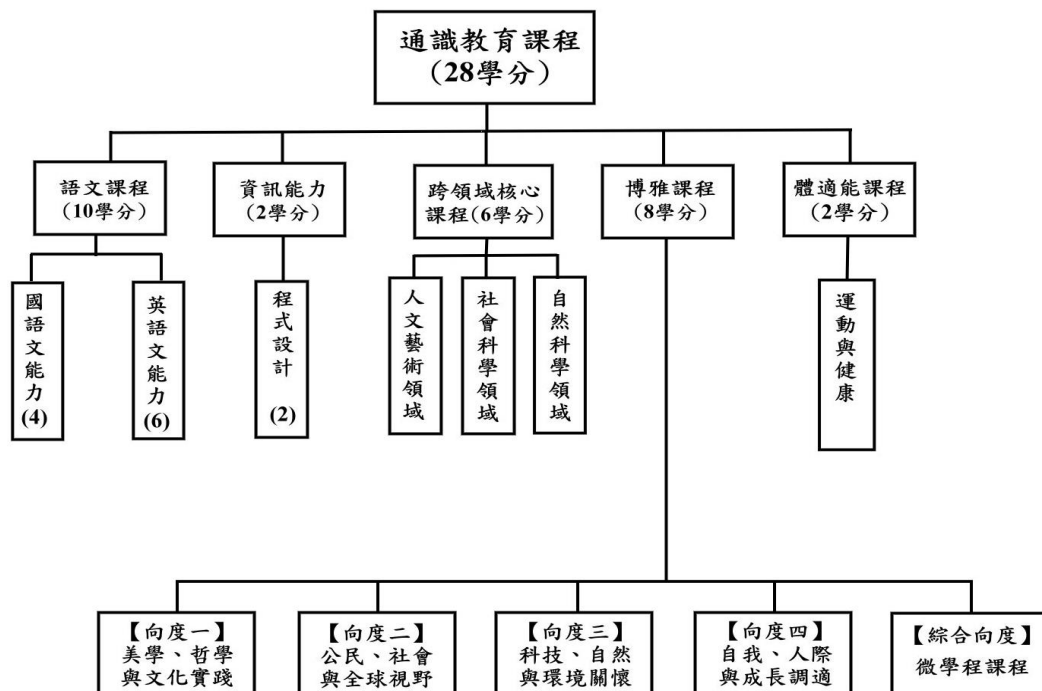 通識教育課程
(28學分)
語文課程
(10學分)
資訊能力
(2學分)
跨領域核心
課程(6學分)
博雅課程
(8學分)
體適能課程
(2學分)
國語文能力
(4)
英語文能力
(6)
程式設計
(2)
人文藝術領域
社會科學領域
自然科學領域
運動與健康
【向度一】
美學、哲學
與文化實踐
【向度二】
公民、社會
與全球視野
【向度三】
科技、自然
與環境關懷
【向度四】
自我、人際
與成長調適
【綜合向度】
微學程課程